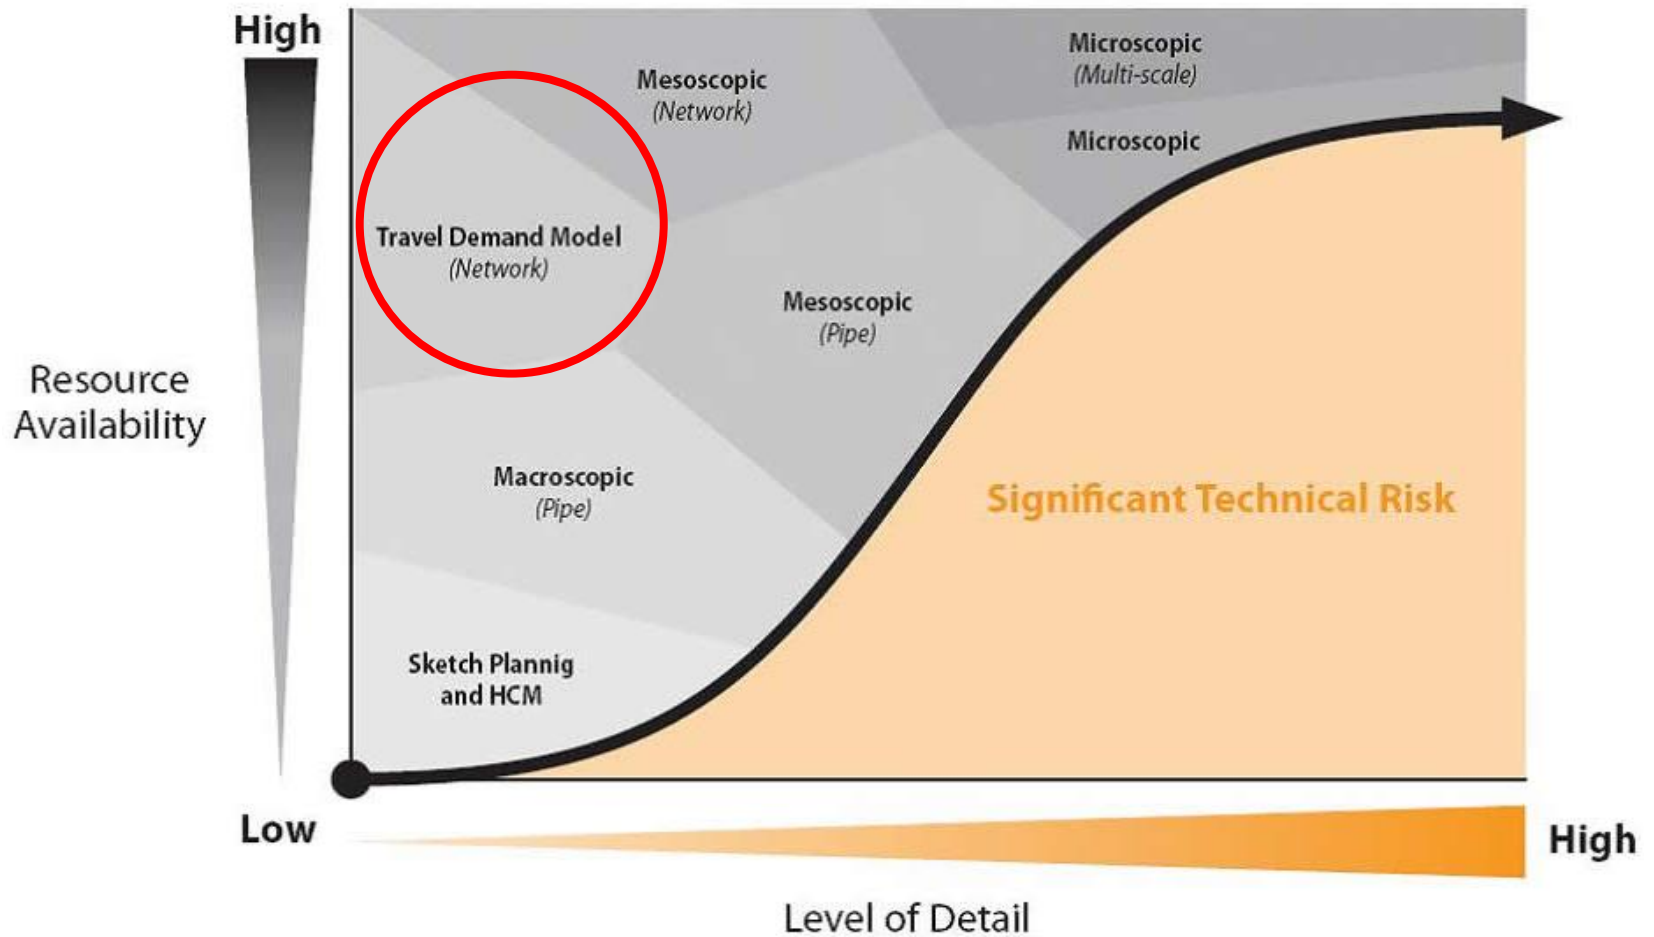 High
Mesoscopic
(Network)
Microscopic
(Multi-scale)
Microscopic
Travel Demand Model
(Network)
Mesoscopic
(Pipe)
Resource
Availability
Macroscopic
(Pipe)
Significant Technical Risk
Sketch Plannig
and HCM
Low
High
Level of Detail